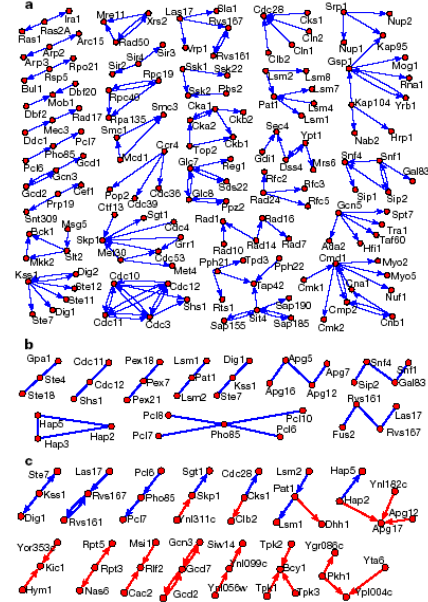 a
Ira1
Ras2A
Ras1
Arc15
Arp2
Arp3
Rpo21
Rsp5
Bul1
Dbf20
Mob1
Dbf2
Rad17
Mec3
Ddc1
Pcl7
Pho85
Pcl6
Gcd1
Gcn3
Gcd2
Cef1
Prp19
Snt309
Bck1
Msg5
Mkk2
Slt2
Kss1
Dig2
Ste12
Ste11
Dig1
Ste7
Mre11
Xrs2
Rad50
Sir4
Sir3
Sir2
Rpc19
Rpc40
Rpa135
Smc3
Smc1
Mcd1
Ccr4
Pop2
Cdc39
Cdc36
Ctf13
Sgt1
Skp1
Cdc4
Grr1
Met30
Cdc53
Met4
Cdc10
Cdc12
Shs1
Cdc11
Cdc3
Las17
Sla1
Rvs167
Vrp1
Rvs161
Ssk1
Ssk22
Ssk2
Pbs2
Cka1
Ckb1
Cka2
Ckb2
Top2
Glc7
Reg1
Sds22
Glc8
Ppz2
Rad1
Rad16
Rad10
Rad14
Rad7
Pph21
Tpd3
Pph22
Tap42
Rts1
Sap190
Sit4
Sap155
Sap185
Cdc28
Cks1
Cln2
Cln1
Clb2
Lsm2
Lsm8
Lsm7
Pat1
Lsm4
Lsm1
Sec4
Ypt1
Gdi1
Dss4
Mrs6
Rfc2
Rfc3
Rad24
Rfc5
Srp1
Nup2
Nup1
Kap95
Gsp1
Mog1
Rna1
Yrb1
Kap104
Nab2
Hrp1
Snf4
Snf1
Gal83
Sip1
Sip2
Gcn5
Spt7
Tra1
Taf60
Ada2
Hfi1
Cmd1
Myo2
Myo5
Cmk1
Cna1
Nuf1
Cmp2
Cmk2
Cnb1
b
Gpa1
Ste4
Ste18
Cdc11
Cdc12
Shs1
Pex18
Pex7
Pex21
Lsm1
Pat1
Lsm2
Dig1
Kss1
Ste7
Apg5
Apg7
Apg16
Apg12
Snf4
Snf1
Sip2
Gal83
Hap5
Hap2
Hap3
Pcl8
Pcl10
Pcl7
Pho85
Pcl6
Rvs161
Las17
Fus2
Rvs167
c
Ste7
Kss1
Dig1
Las17
Rvs167
Rvs161
Pcl6
Pho85
Pcl7
Sgt1
Skp1
Ynl311c
Cdc28
Cks1
Clb2
Lsm2
Pat1
Lsm1
Dhh1
Hap5
Hap2
Ynl182c
Apg12
Apg17
Yor353c
Kic1
Hym1
Rpt5
Rpt3
Nas6
Msi1
Rlf2
Cac2
Gcn3
Gcd7
Gcd2
Siw14
Ynl099c
Ynl056w
Tpk2
Bcy1
Tpk1
Tpk3
Ygr086c
Pkh1
Yta6
Ypl004c